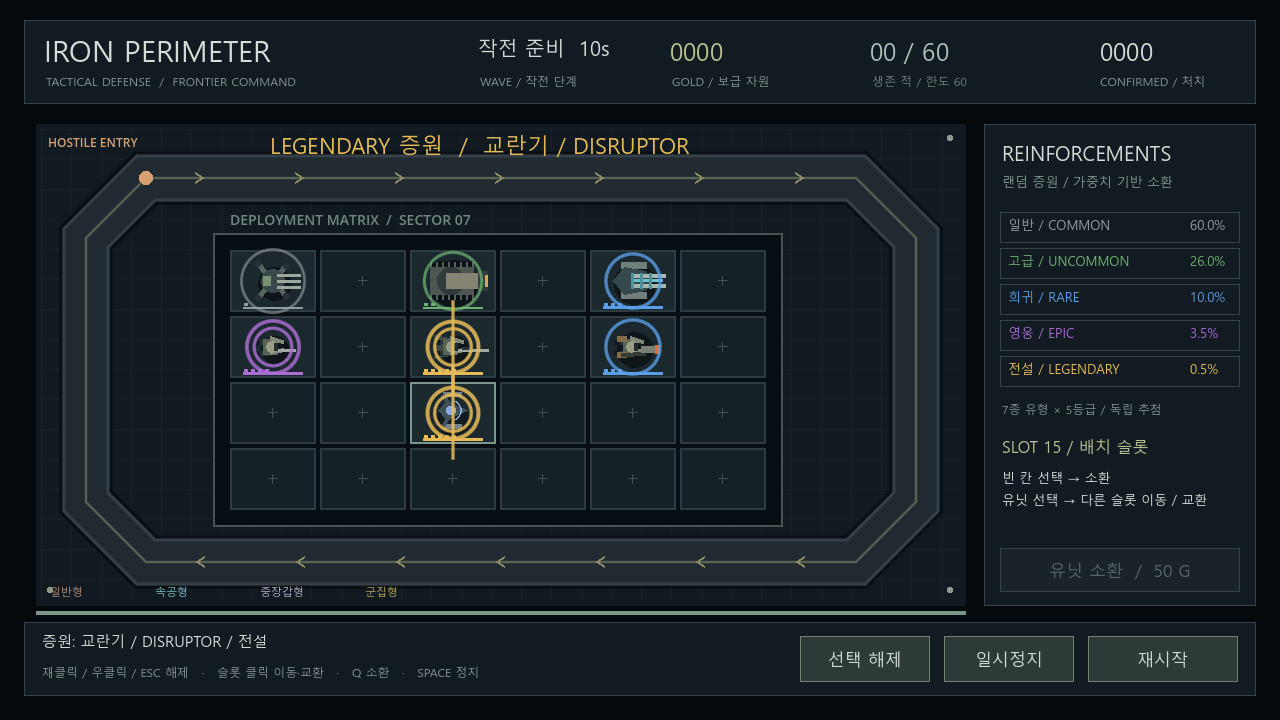 IRON PERIMETER
TACTICAL DEFENSE / FRONTIER COMMAND
작전 준비 10s
WAVE / 작전 단계
0000
GOLD / 보급 자원
00 / 60
생존 적 / 한도 60
0000
CONFIRMED / 처치
HOSTILE ENTRY
LEGENDARY 증원 / 교란기 / DISRUPTOR
DEPLOYMENT MATRIX / SECTOR 07
일반형
속공형
중장갑형
군집형
REINFORCEMENTS
랜덤 증원 / 가중치 기반 소환
일반 / COMMON 60.0%
고급 / UNCOMMON 26.0%
희귀 / RARE 10.0%
영웅 / EPIC 3.5%
전설 / LEGENDARY 0.5%
7종 유형 × 5등급 / 독립 추첨
SLOT 15 / 배치 슬롯
빈 칸 선택 → 소환
유닛 선택 → 다른 슬롯 이동 / 교환
유닛 소환 / 50 G
증원: 교란기 / DISRUPTOR / 전설
재클릭 / 우클릭 / ESC 해제 · 슬롯 클릭 이동·교환 · Q 소환 · SPACE 정지
선택 해제
일시정지
재시작